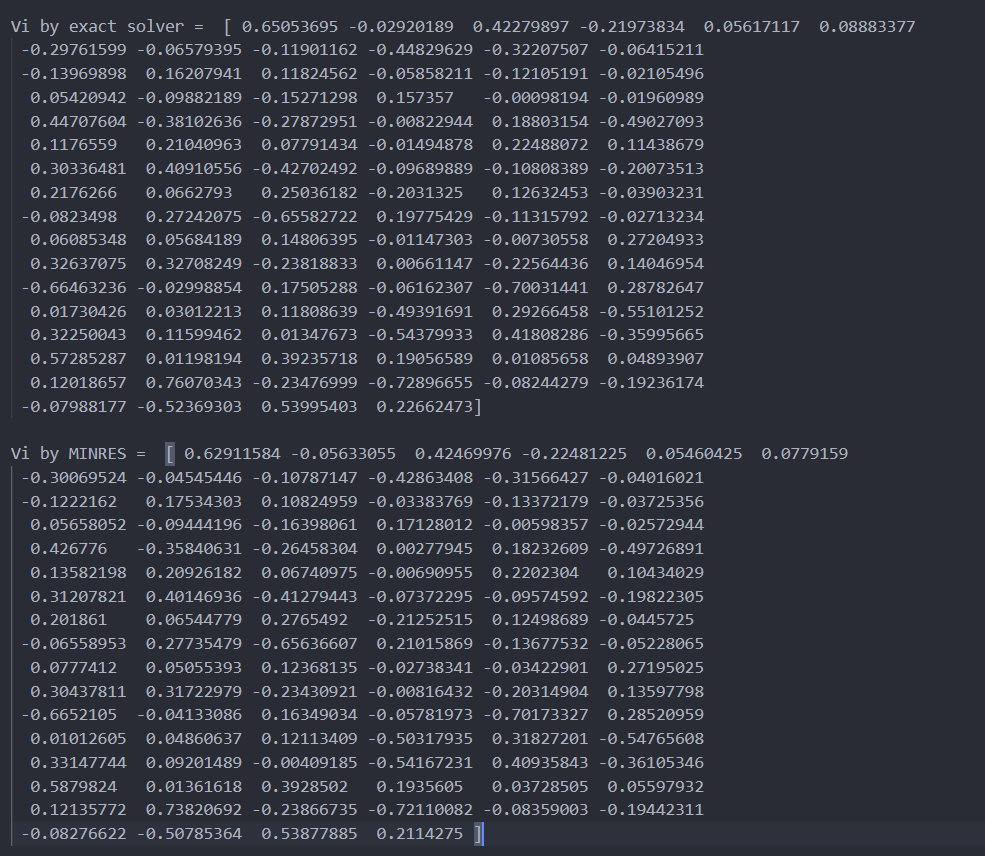 Vi by exact solver =  [ 0.65053695 -0.02920189  0.42279897 -0.21973834  0.05617117  0.08883377
 -0.29761599 -0.06579395 -0.11901162 -0.44829629 -0.32207507 -0.06415211
 -0.13969898  0.16207941  0.11824562 -0.05858211 -0.12105191 -0.02105496
  0.05420942 -0.09882189 -0.15271298  0.157357   -0.00098194 -0.01960989
  0.44707604 -0.38102636 -0.27872951 -0.00822944  0.18803154 -0.49027093
  0.1176559   0.21040963  0.07791434 -0.01494878  0.22488072  0.11438679
  0.30336481  0.40910556 -0.42702492 -0.09689889 -0.10808389 -0.20073513
  0.2176266   0.0662793   0.25036182 -0.2031325   0.12632453 -0.03903231
 -0.0823498   0.27242075 -0.65582722  0.19775429 -0.11315792 -0.02713234
  0.06085348  0.05684189  0.14806395 -0.01147303 -0.00730558  0.27204933
  0.32637075  0.32708249 -0.23818833  0.00661147 -0.22564436  0.14046954
 -0.66463236 -0.02998854  0.17505288 -0.06162307 -0.70031441  0.28782647
  0.01730426  0.03012213  0.11808639 -0.49391691  0.29266458 -0.55101252
  0.32250043  0.11599462  0.01347673 -0.54379933  0.41808286 -0.35995665
  0.57285287  0.01198194  0.39235718  0.19056589  0.01085658  0.04893907
  0.12018657  0.76070343 -0.23476999 -0.72896655 -0.08244279 -0.19236174
 -0.07988177 -0.52369303  0.53995403  0.22662473]
Vi by MINRES =  [ 0.62911584 -0.05633055  0.42469976 -0.22481225  0.05460425  0.0779159
 -0.30069524 -0.04545446 -0.10787147 -0.42863408 -0.31566427 -0.04016021
 -0.1222162   0.17534303  0.10824959 -0.03383769 -0.13372179 -0.03725356
  0.05658052 -0.09444196 -0.16398061  0.17128012 -0.00598357 -0.02572944
  0.426776   -0.35840631 -0.26458304  0.00277945  0.18232609 -0.49726891
  0.13582198  0.20926182  0.06740975 -0.00690955  0.2202304   0.10434029
  0.31207821  0.40146936 -0.41279443 -0.07372295 -0.09574592 -0.19822305
  0.201861    0.06544779  0.2765492  -0.21252515  0.12498689 -0.0445725
 -0.06558953  0.27735479 -0.65636607  0.21015869 -0.13677532 -0.05228065
  0.0777412   0.05055393  0.12368135 -0.02738341 -0.03422901  0.27195025
  0.30437811  0.31722979 -0.23430921 -0.00816432 -0.20314904  0.13597798
 -0.6652105  -0.04133086  0.16349034 -0.05781973 -0.70173327  0.28520959
  0.01012605  0.04860637  0.12113409 -0.50317935  0.31827201 -0.54765608
  0.33147744  0.09201489 -0.00409185 -0.54167231  0.40935843 -0.36105346
  0.5879824   0.01361618  0.3928502   0.1935605   0.03728505  0.05597932
  0.12135772  0.73820692 -0.23866735 -0.72110082 -0.08359003 -0.19442311
 -0.08276622 -0.50785364  0.53877885  0.2114275 ]